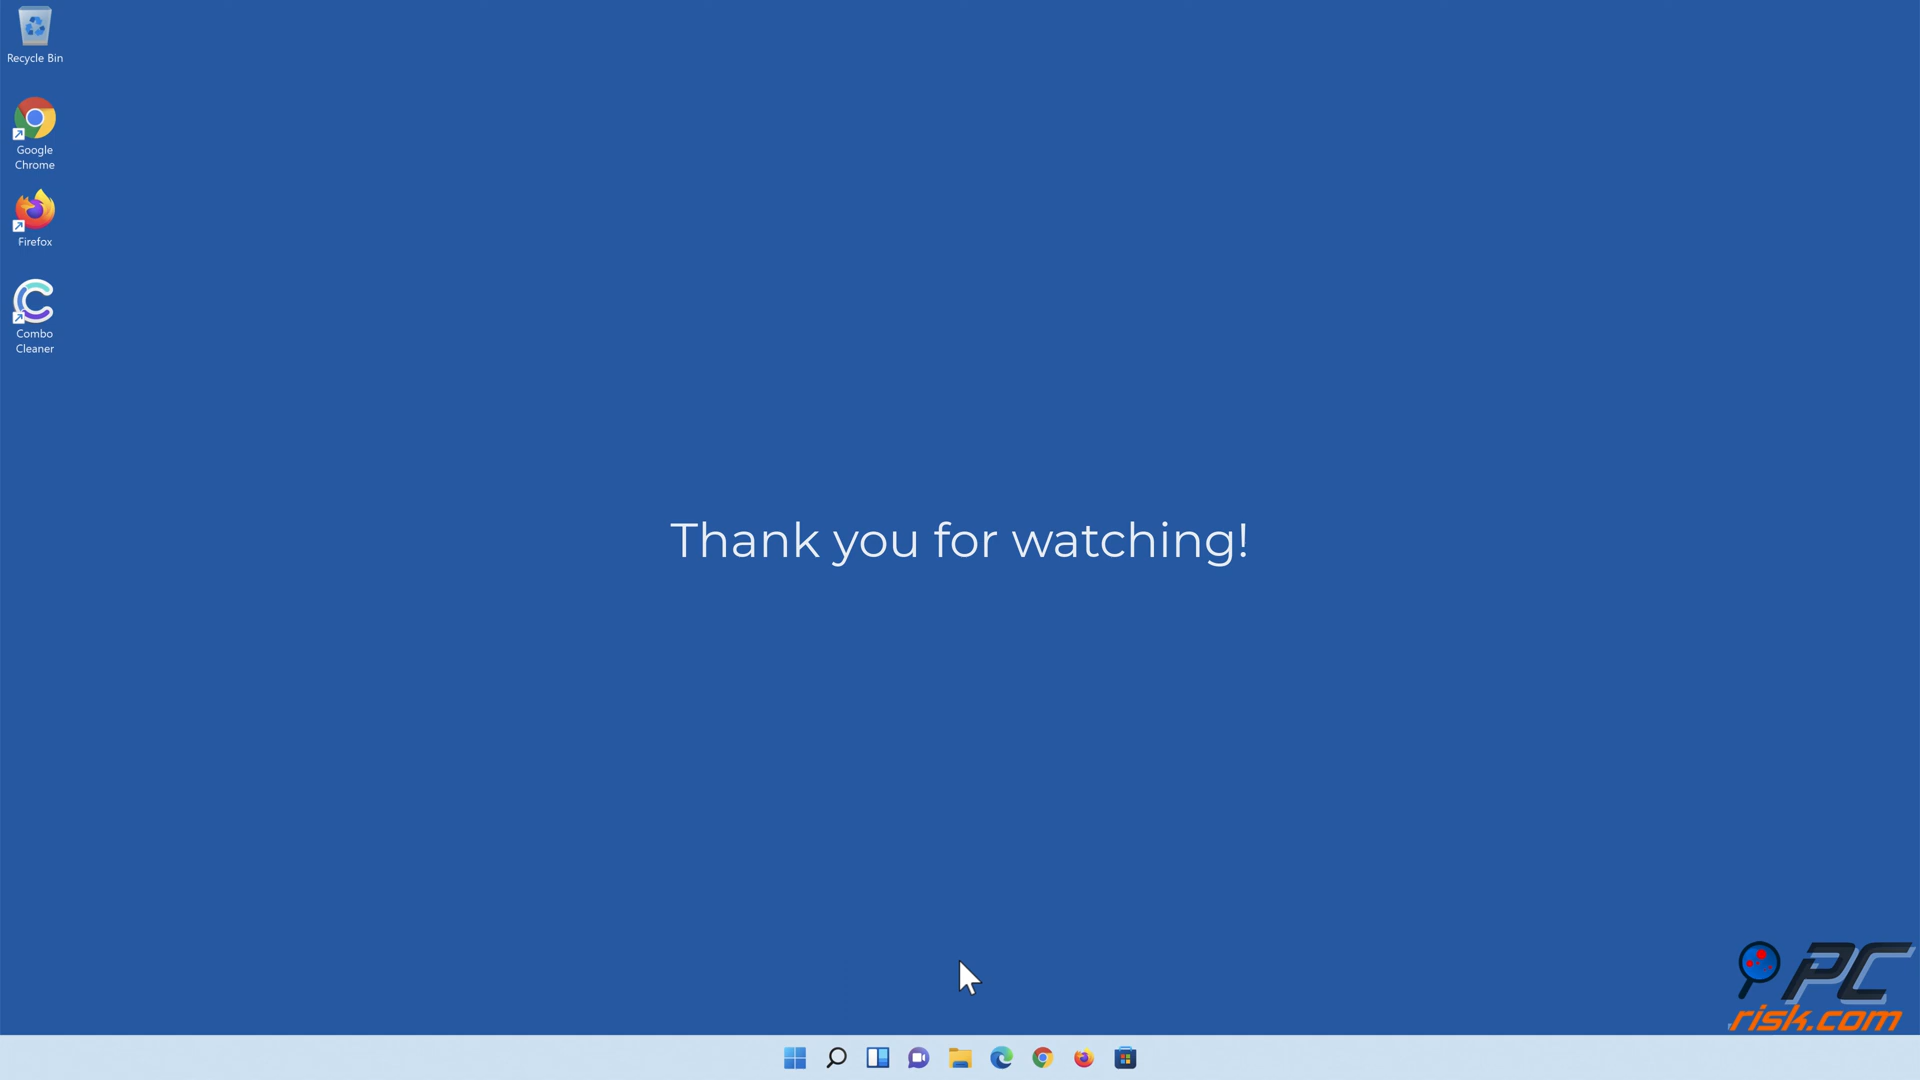 Recycle Bin
Google
Chrome
Firefox
Combo
Cleaner
Thank you for watching!
PC
risk.com